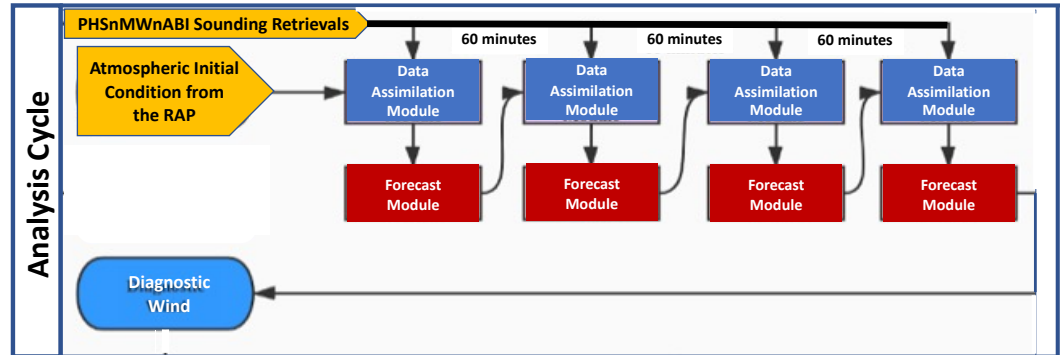 PHSnMWnABI Sounding Retrievals
60 minutes
60 minutes
60 minutes
Atmospheric Initial
Condition from
the RAP
Data
Assimilation
Module
Data
Assimilation
Module
Data
Assimilation
Module
Data
Assimilation
Module
Forecast
Module
Forecast
Module
Forecast
Module
Forecast
Module
Analysis Cycle
Diagnostic
Wind